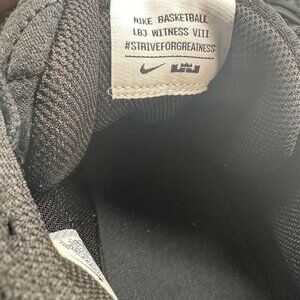 NIKE BASKETBALL
LBJ WITNESS VIII
#STRIVEFORGREATNESS